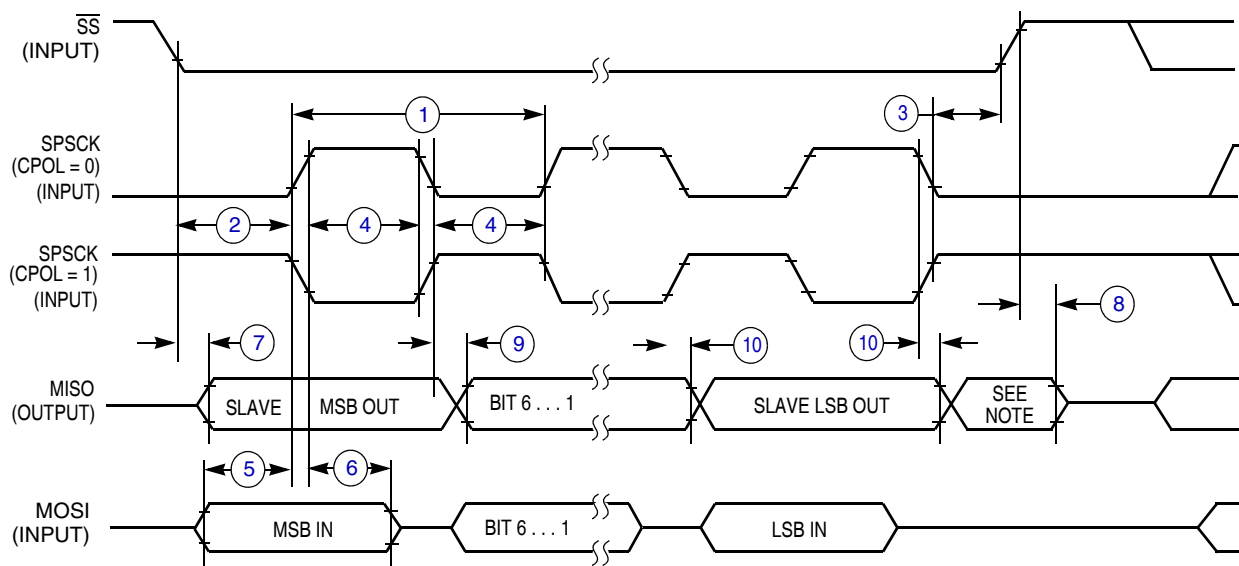 SS
(INPUT)
1
3
SPSCK
(CPOL = 0)
(INPUT)
2
4
4
SPSCK
(CPOL = 1)
(INPUT)
8
7
9
10
10
MISO
(OUTPUT)
SLAVE MSB OUT
BIT 6 . . . 1
SLAVE LSB OUT
SEE
NOTE
5
6
MOSI
(INPUT)
MSB IN
BIT 6 . . . 1
LSB IN